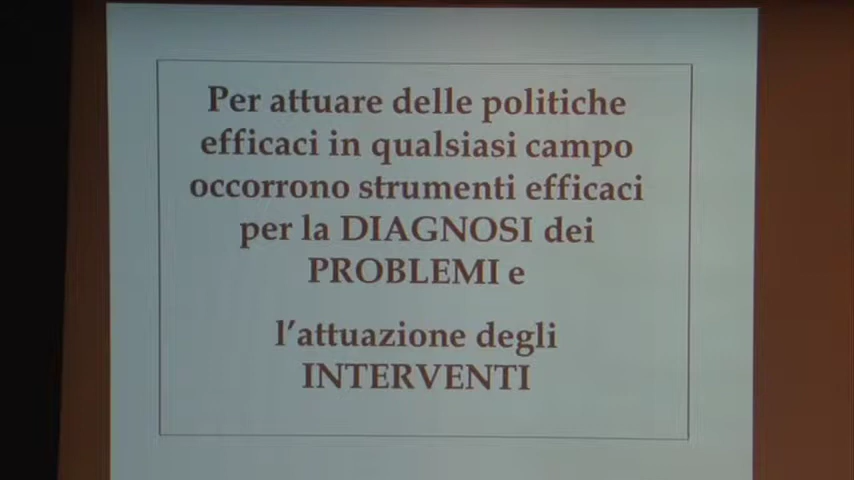 Per attuare delle politiche
efficaci in qualsiasi campo
occorrono strumenti efficaci
per la DIAGNOSI dei
PROBLEMI e
l'attuazione degli
INTERVENTI